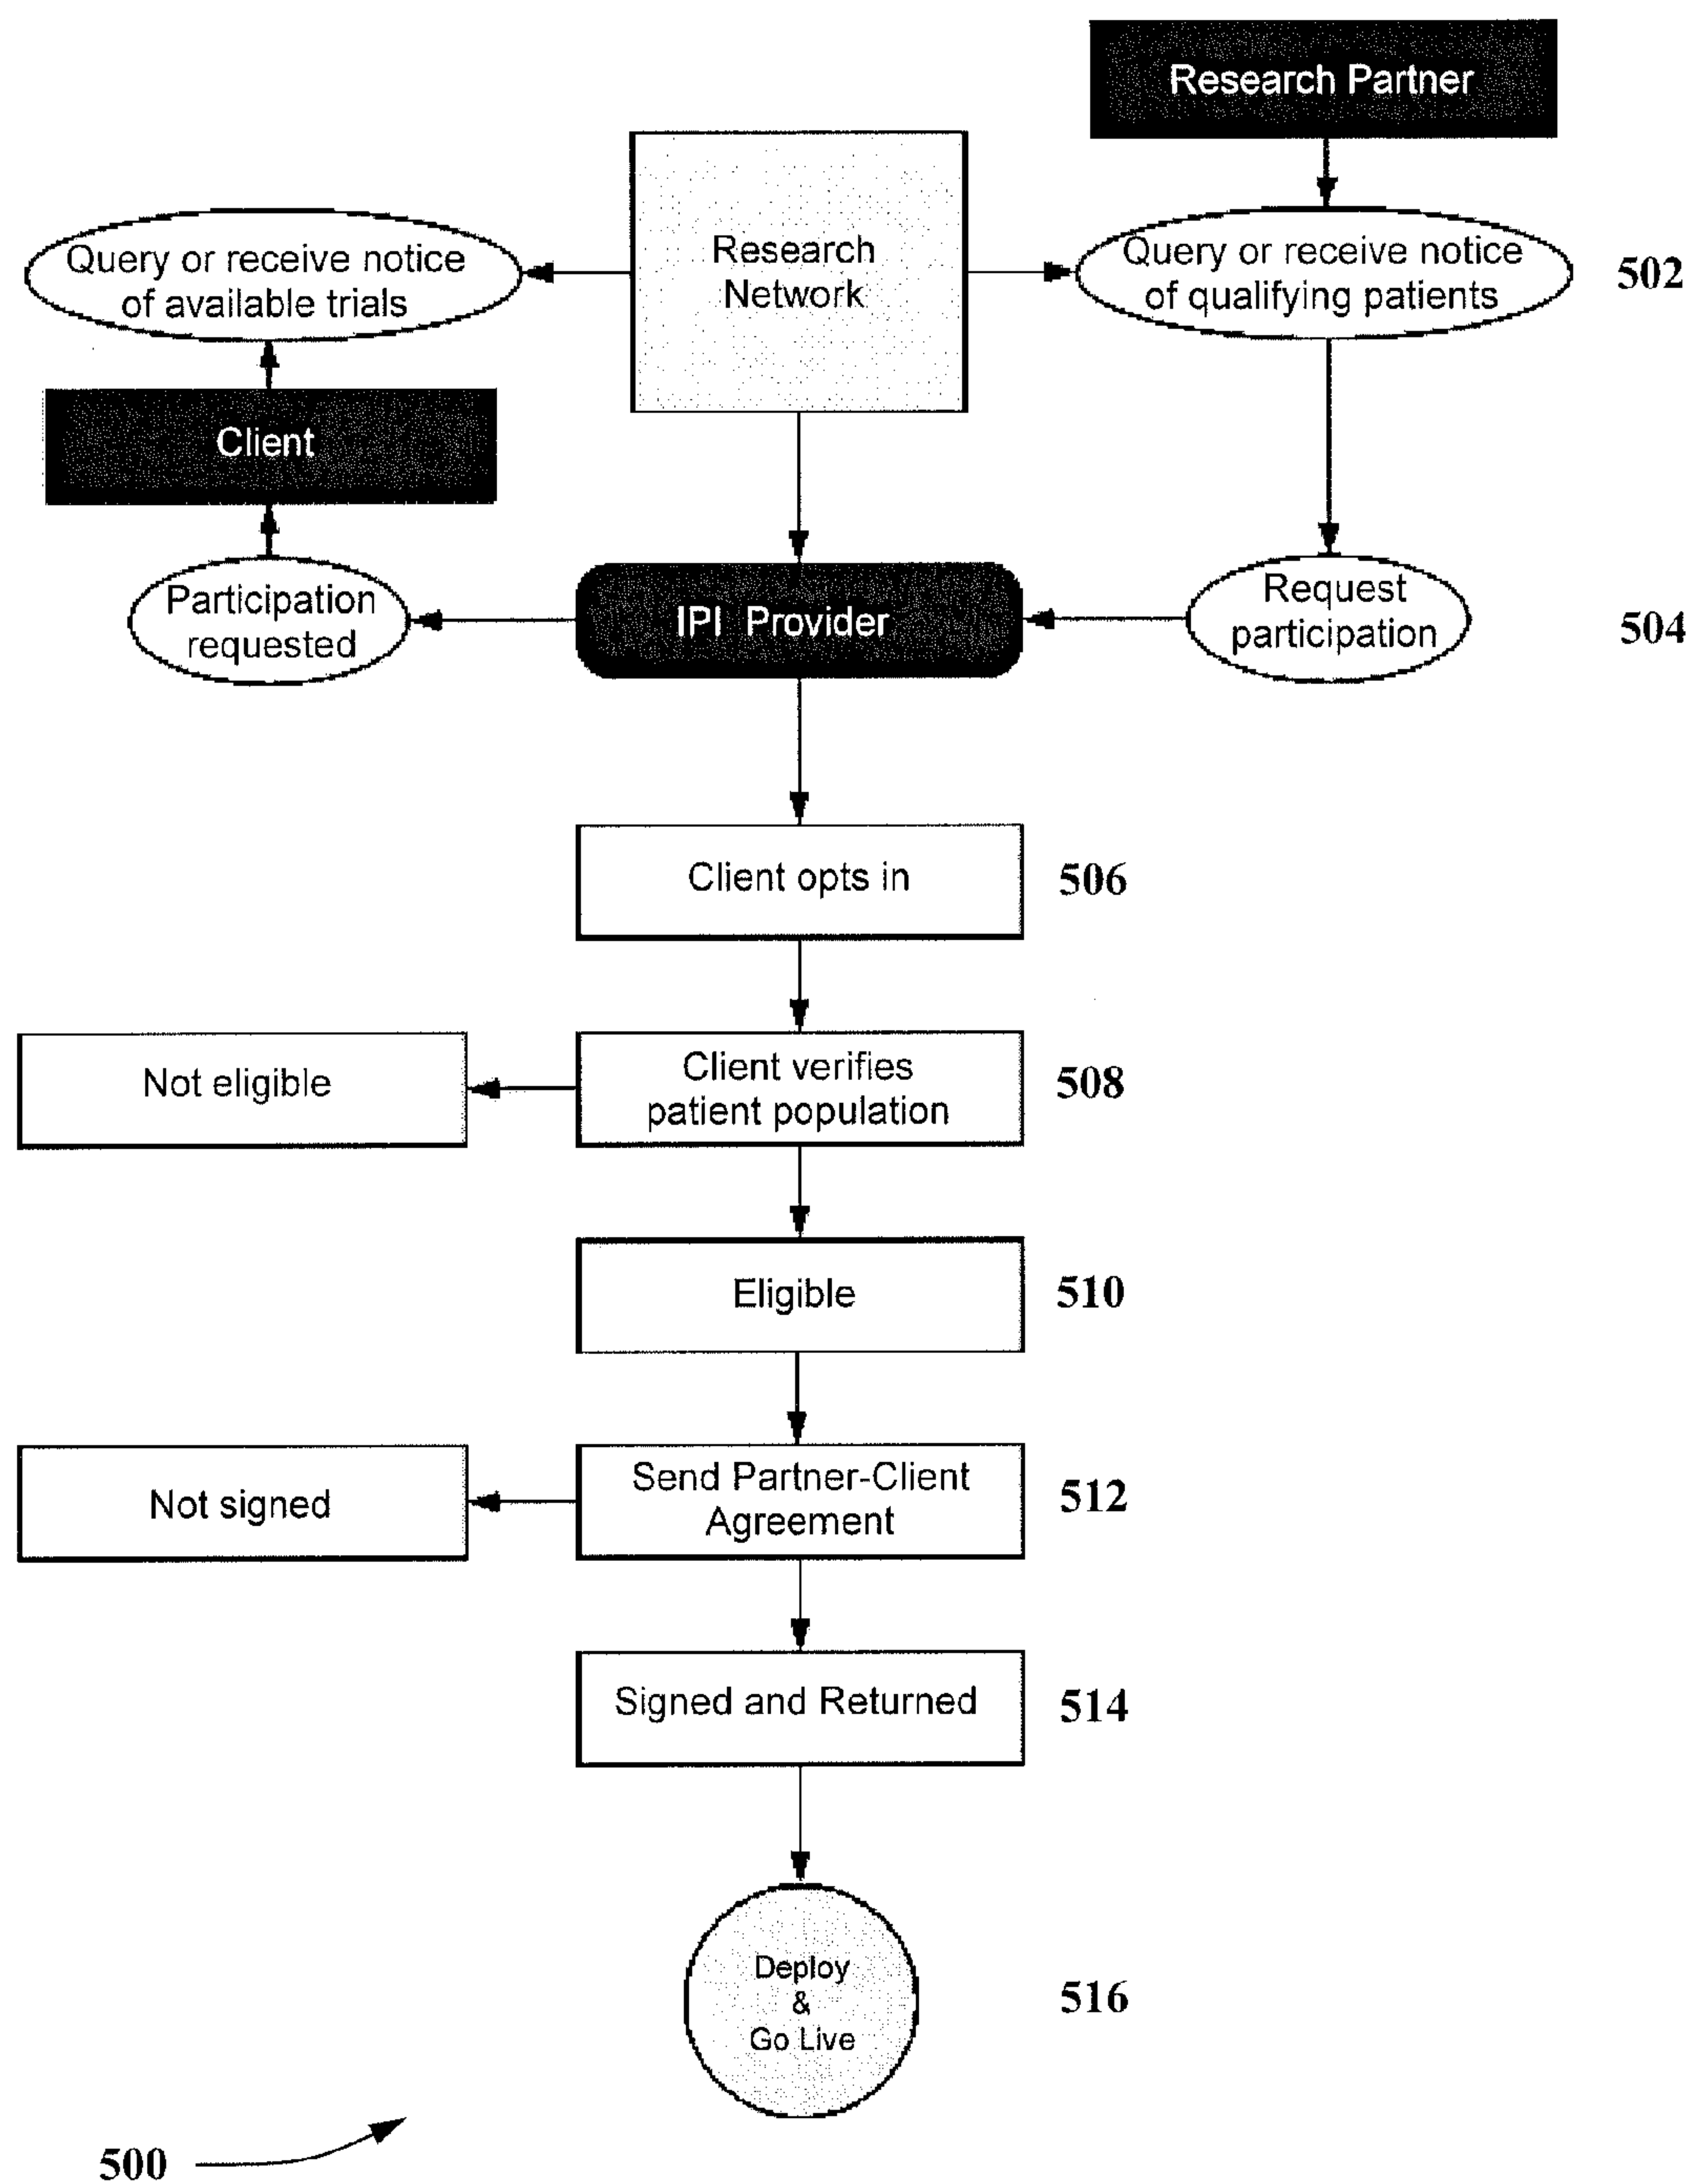 Research Partner
Query or receive notice
of available trials
Research
Network
Query or receive notice
of qualifying patients
502
Client
Participation
requested
IPI Provider
Request
participation
504
Client opts in
506
Not eligible
Client verifies
patient population
508
Eligible
510
Not signed
Send Partner-Client
Agreement
512
Signed and Returned
514
Deploy
&
Go Live
516
500